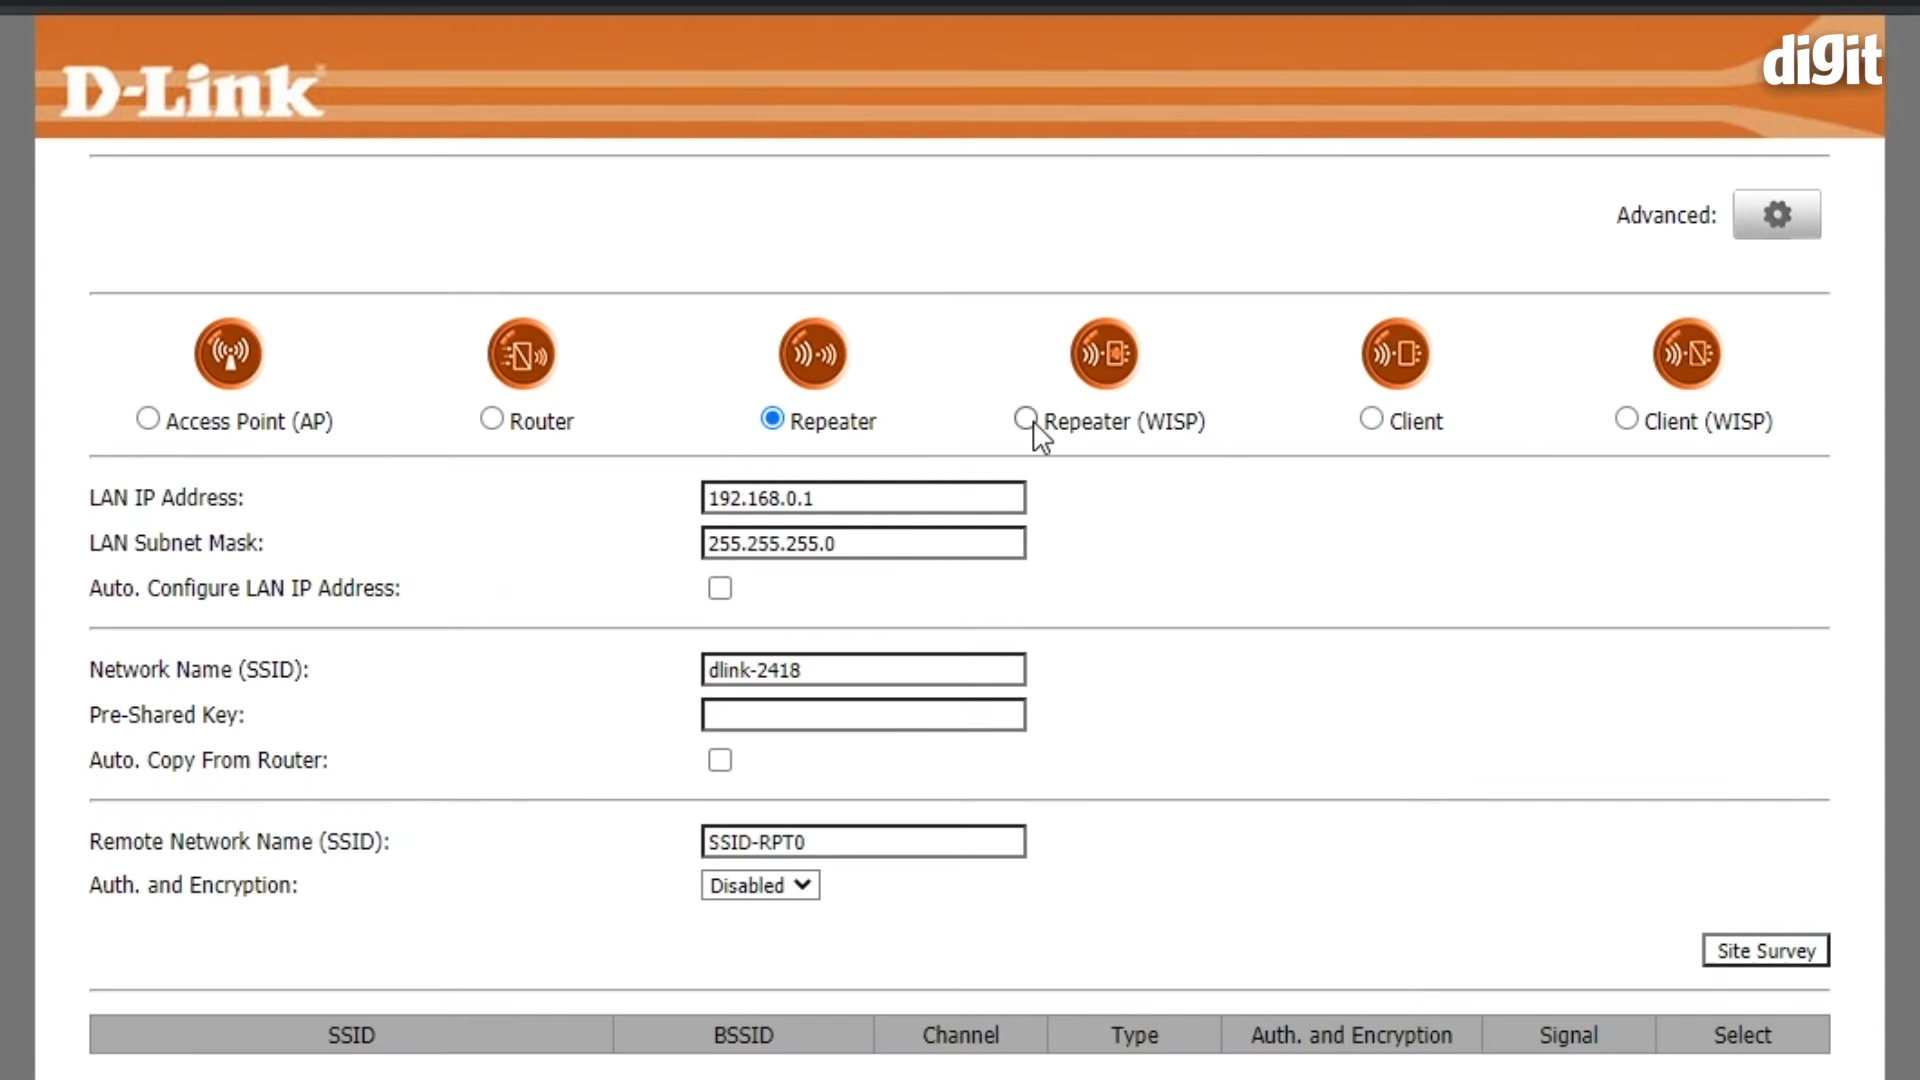 D-Link
digit
Advanced:
Access Point (AP) Router Repeater Repeater (WISP) Client Client (WISP)
LAN IP Address: 192.168.0.1
LAN Subnet Mask: 255.255.255.0
Auto. Configure LAN IP Address:
Network Name (SSID): dlink-2418
Pre-Shared Key:
Auto. Copy From Router:
Remote Network Name (SSID): SSID-RPT0
Auth. and Encryption: Disabled
Site Survey
SSID BSSID Channel Type Auth. and Encryption Signal Select